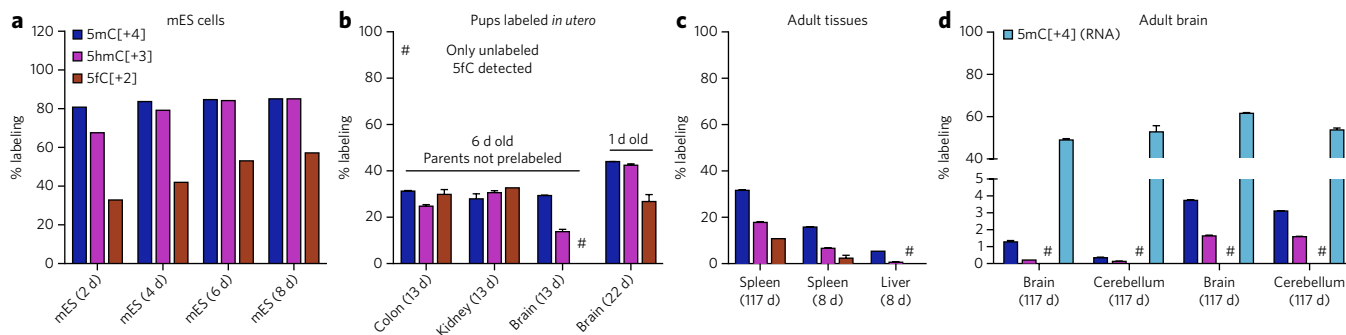 a
mES cells
% labeling
120
100
80
60
40
20
0
5mC[+4]
5hmC[+3]
5fC[+2]
mES (2 d)
mES (4 d)
mES (6 d)
mES (8 d)
b
Pups labeled in utero
% labeling
100
80
60
40
20
0
# Only unlabeled
5fC detected
6 d old
Parents not prelabeled
1 d old
#
Colon (13 d)
Kidney (13 d)
Brain (13 d)
Brain (22 d)
c
Adult tissues
% labeling
100
80
60
40
20
0
#
Spleen
(117 d)
Spleen
(8 d)
Liver
(8 d)
d
Adult brain
5mC[+4] (RNA)
% labeling
100
80
60
40
5
4
3
2
1
0
# # # #
Brain
(117 d)
Cerebellum
(117 d)
Brain
(117 d)
Cerebellum
(117 d)